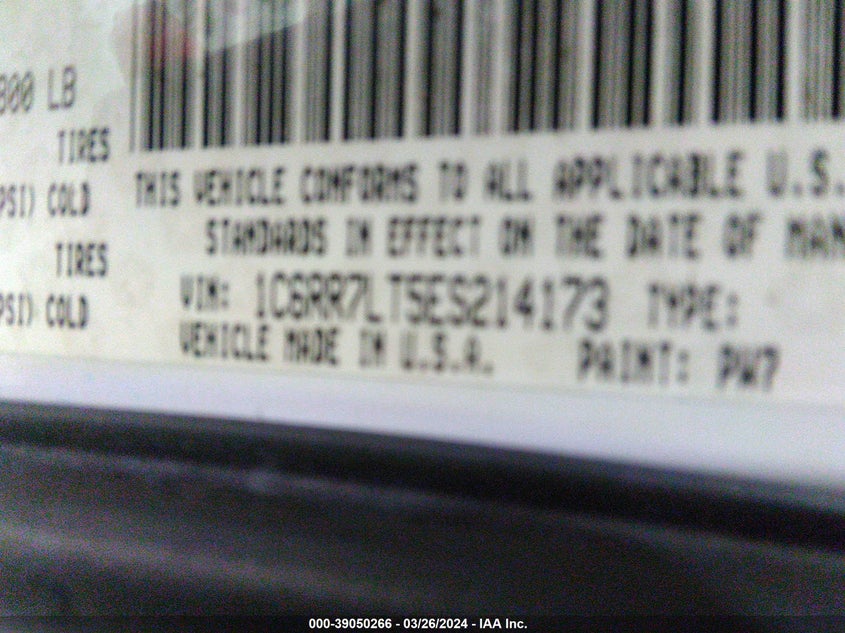 800 LB
TIRES
PSI) COLD
TIRES
PSI) COLD
THIS VEHICLE CONFORMS TO ALL APPLICABLE U.S.
STANDARDS IN EFFECT ON THE DATE OF MAN
VIN: 1C6RR7LT5ES214173 TYPE:
VEHICLE MADE IN U.S.A. PAINT: PW7
000-39050266 - 03/26/2024 - IAA Inc.